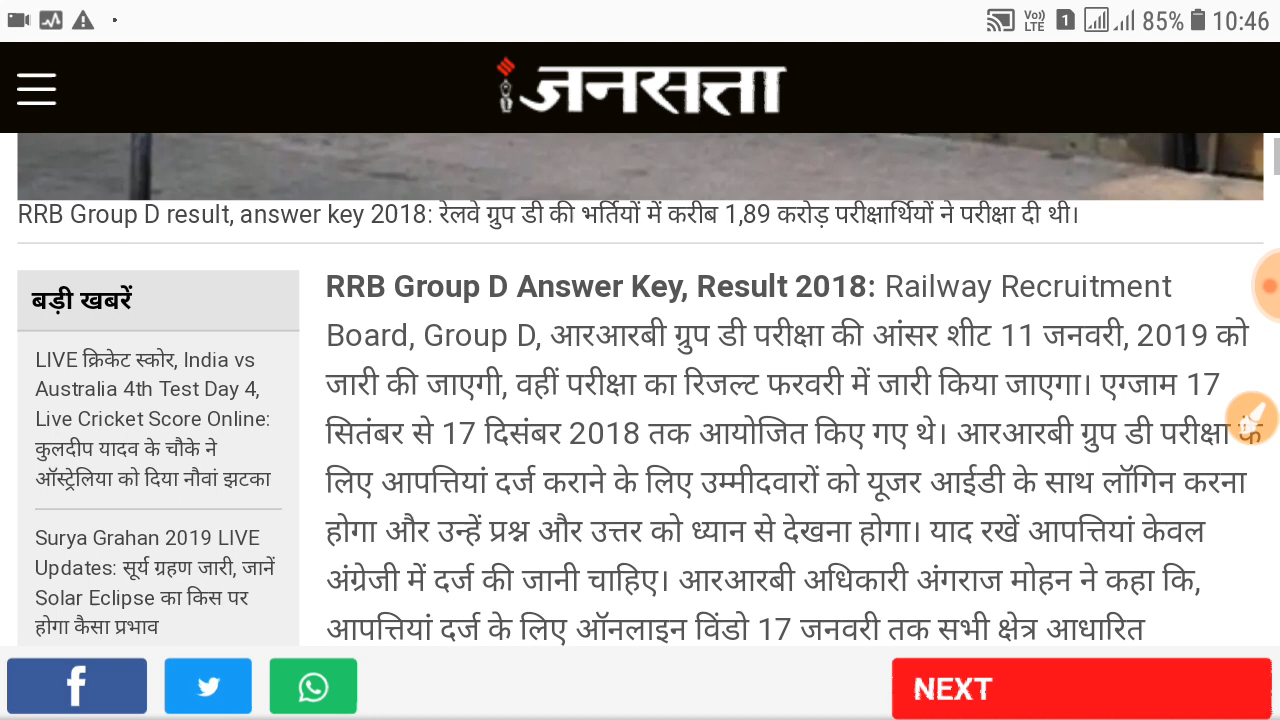 Vo)) LTE 1 85% 10:46
जनसत्ता
RRB Group D result, answer key 2018: रेलवे ग्रुप डी की भर्तियों में करीब 1,89 करोड़ परीक्षार्थियों ने परीक्षा दी थी।
बड़ी खबरें
LIVE क्रिकेट स्कोर, India vs
Australia 4th Test Day 4,
Live Cricket Score Online:
कुलदीप यादव के चौके ने
ऑस्ट्रेलिया को दिया नौवां झटका
Surya Grahan 2019 LIVE
Updates: सूर्य ग्रहण जारी, जानें
Solar Eclipse का किस पर
होगा कैसा प्रभाव
RRB Group D Answer Key, Result 2018: Railway Recruitment
Board, Group D, आरआरबी ग्रुप डी परीक्षा की आंसर शीट 11 जनवरी, 2019 को
जारी की जाएगी, वहीं परीक्षा का रिजल्ट फरवरी में जारी किया जाएगा। एग्जाम 17
सितंबर से 17 दिसंबर 2018 तक आयोजित किए गए थे। आरआरबी ग्रुप डी परीक्षा के
लिए आपत्तियां दर्ज कराने के लिए उम्मीदवारों को यूजर आईडी के साथ लॉगिन करना
होगा और उन्हें प्रश्न और उत्तर को ध्यान से देखना होगा। याद रखें आपत्तियां केवल
अंग्रेजी में दर्ज की जानी चाहिए। आरआरबी अधिकारी अंगराज मोहन ने कहा कि,
आपत्तियां दर्ज के लिए ऑनलाइन विंडो 17 जनवरी तक सभी क्षेत्र आधारित
NEXT